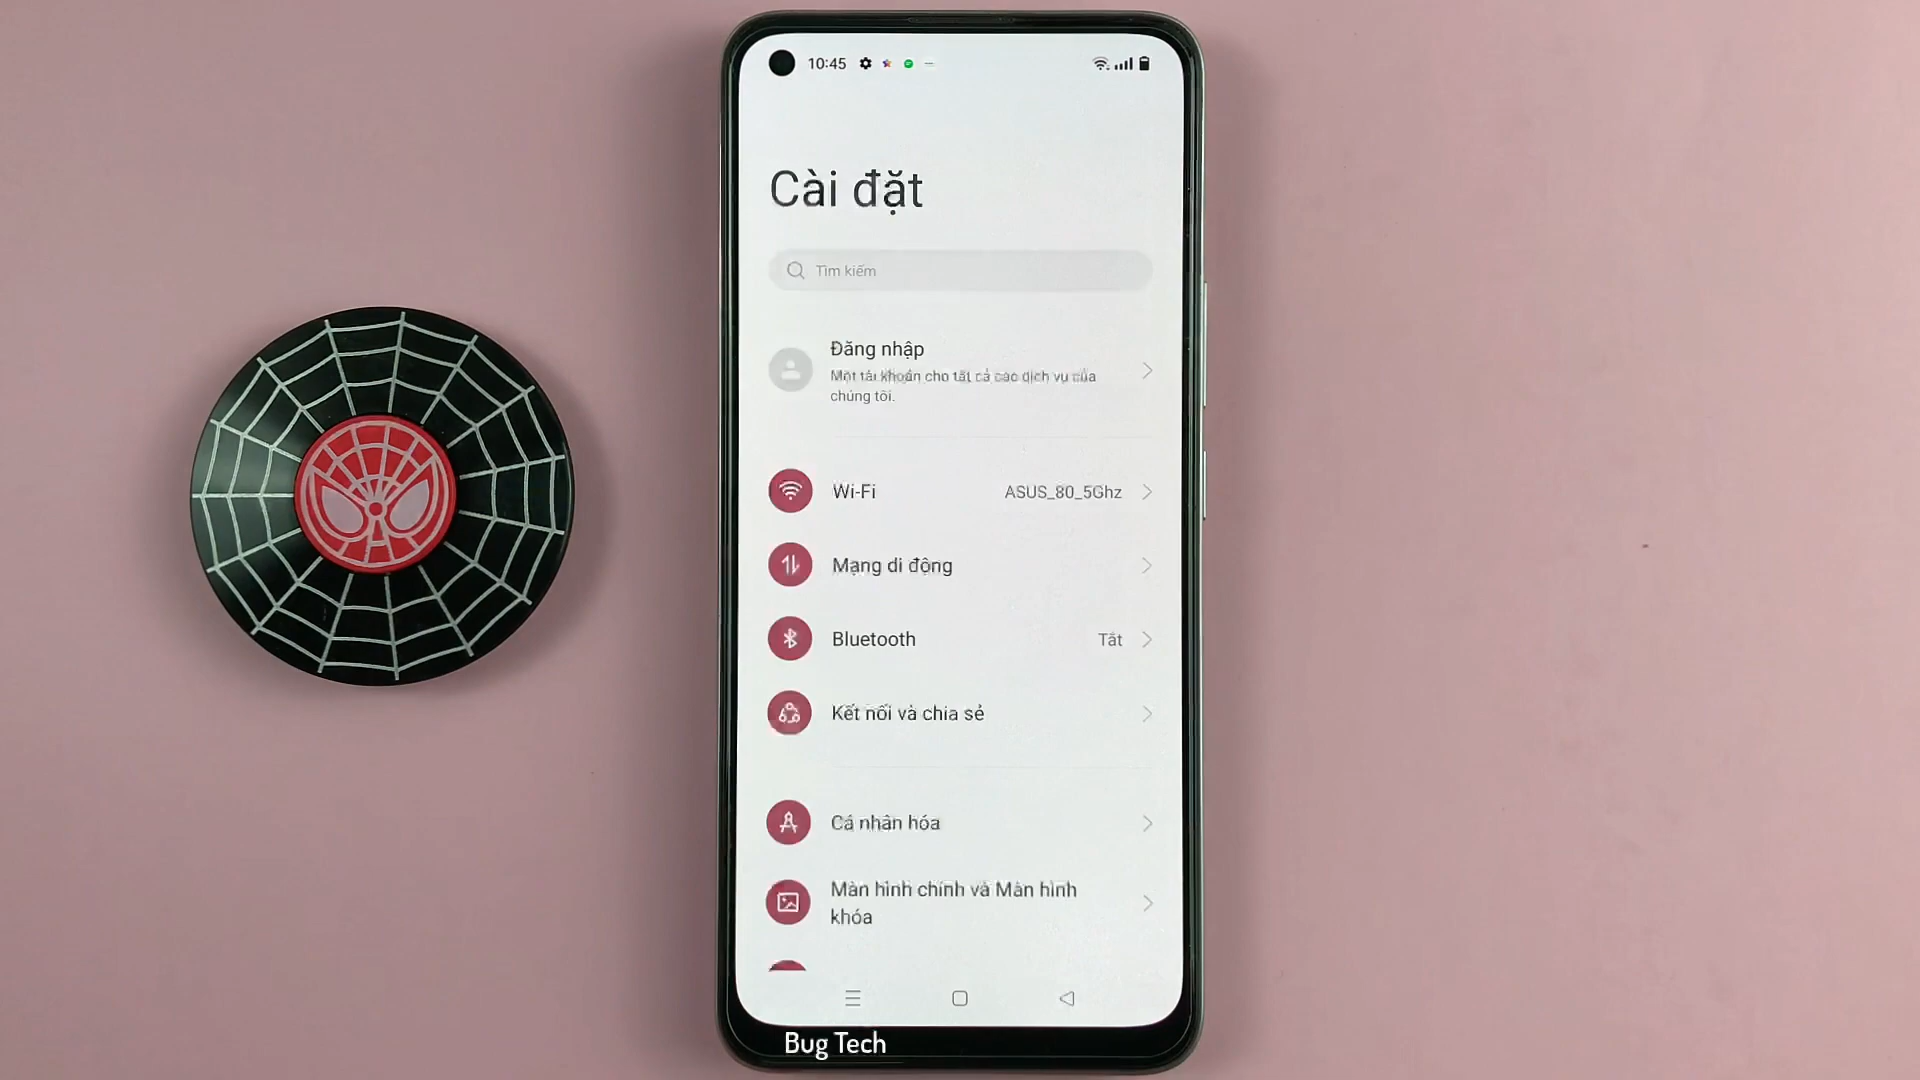 10:45
Cài đặt
Tìm kiếm
Đăng nhập
Một tài khoản cho tất cả các dịch vụ của
chúng tôi.
Wi-Fi
ASUS_80_5Ghz
Mạng di động
Bluetooth
Tắt
Kết nối và chia sẻ
Cá nhân hóa
Màn hình chính và Màn hình
khóa
Bug Tech